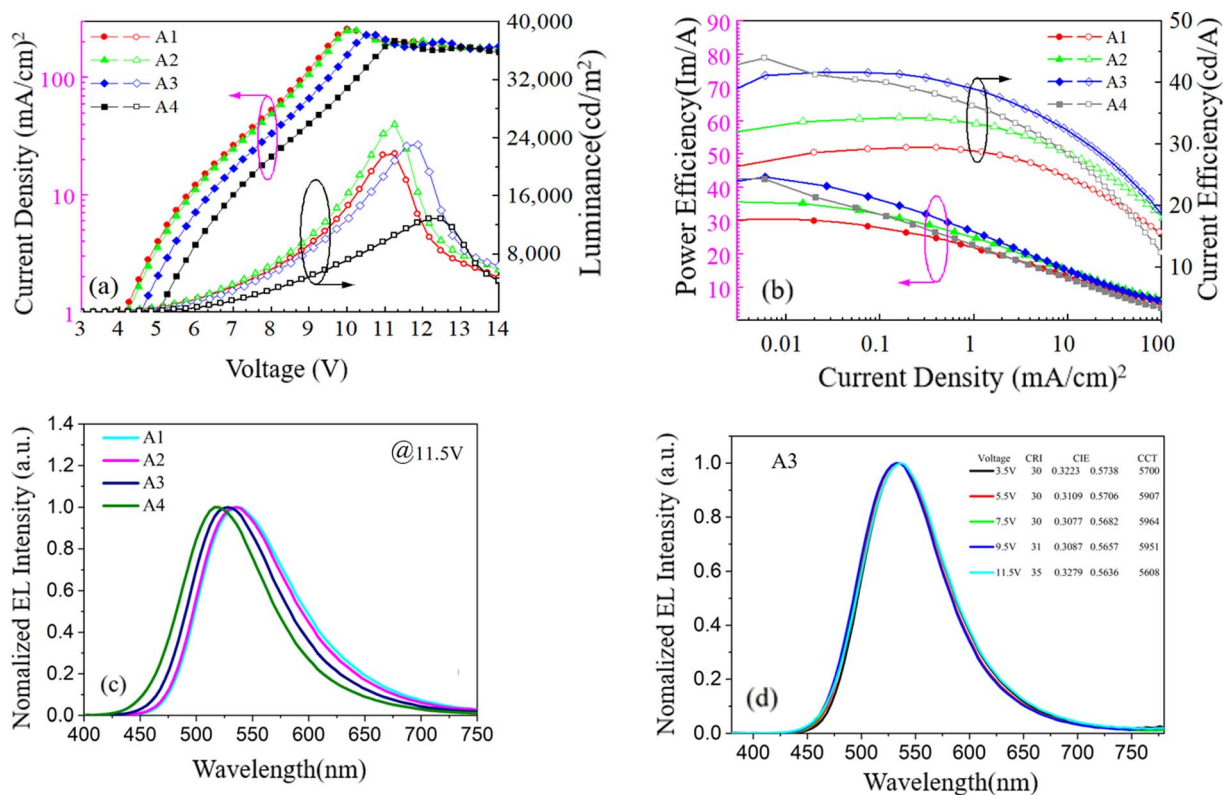 Current Density (mA/cm)2
100
10
1
A1
A2
A3
A4
(a)
3 4 5 6 7 8 9 10 11 12 13 14
Voltage (V)
40,000
32,000
24,000
16,000
8,000
Luminance(cd/m2)
Power Efficiency(Im/A)
90
80
70
60
50
40
30
20
10
A1
A2
A3
A4
(b)
0.01 0.1 1 10 100
Current Density (mA/cm)2
50
40
30
20
10
Current Efficiency(cd/A)
Nomalized EL Intensity (a.u.)
1.4
1.2
1.0
0.8
0.6
0.4
0.2
0.0
A1
A2
A3
A4
@11.5V
(c)
400 450 500 550 600 650 700 750
Wavelength(nm)
Nomalized EL Intensity (a.u.)
1.0
0.8
0.6
0.4
0.2
0.0
A3
Voltage CRI CIE CCT
3.5V 30 0.3223 0.5738 5700
5.5V 30 0.3109 0.5706 5907
7.5V 30 0.3077 0.5682 5964
9.5V 31 0.3087 0.5657 5951
11.5V 35 0.3279 0.5636 5608
(d)
400 450 500 550 600 650 700 750
Wavelength(nm)